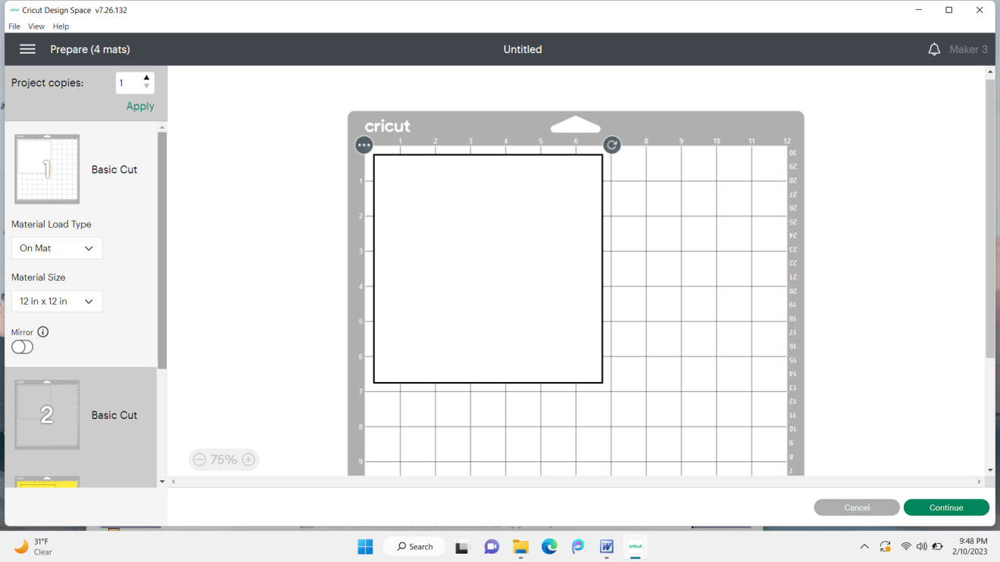 cricut Cricut Design Space v7.26.132
File View Help
Prepare (4 mats)
Untitled
Maker 3
Project copies:
1
Apply
1
Basic Cut
Material Load Type
On Mat
Material Size
12 in x 12 in
Mirror
2
Basic Cut
cricut
1 2 3 4 5 6 8 9 10 11 12
1
2
3
4
5
6
7
8
9
30
29
28
27
26
25
24
23
22
21
20
19
18
17
16
15
14
13
12
11
10
9
8
7
75%
Cancel
Continue
31°F
Clear
Search
cricut
9:48 PM
2/10/2023